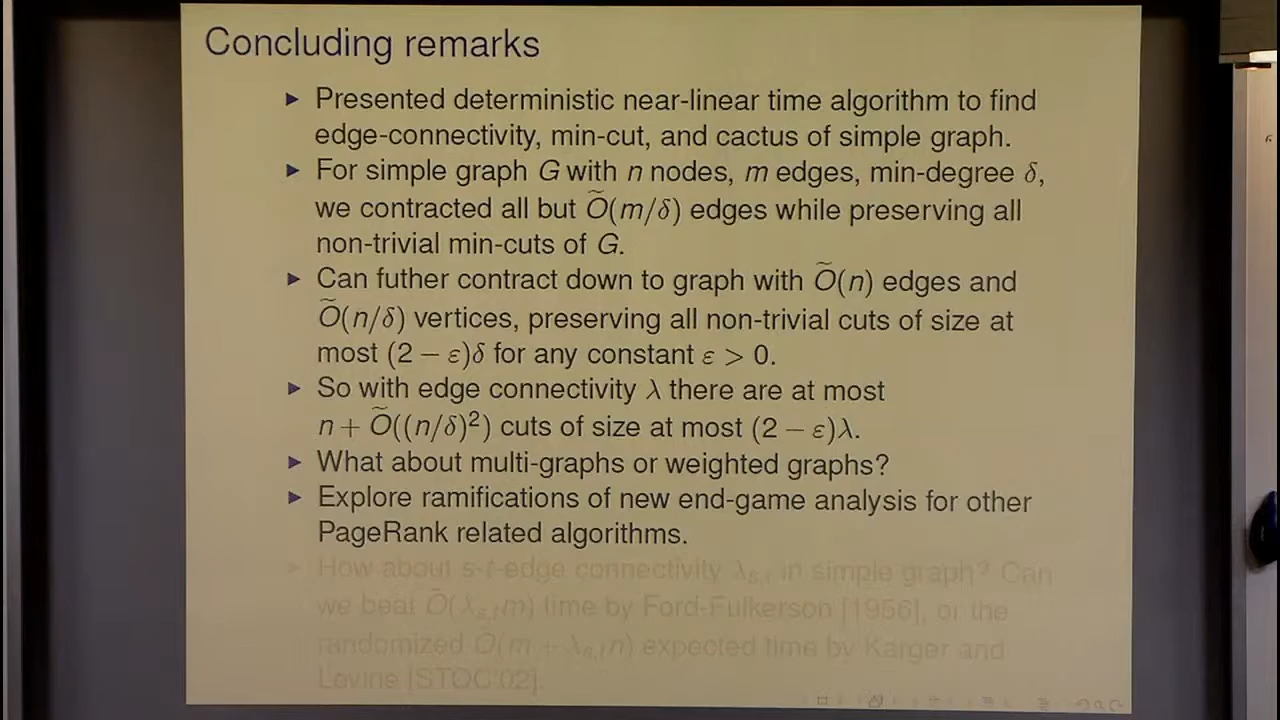 Concluding remarks
▶ Presented deterministic near-linear time algorithm to find
edge-connectivity, min-cut, and cactus of simple graph.
▶ For simple graph G with n nodes, m edges, min-degree δ,
we contracted all but Õ(m/δ) edges while preserving all
non-trivial min-cuts of G.
▶ Can futher contract down to graph with Õ(n) edges and
Õ(n/δ) vertices, preserving all non-trivial cuts of size at
most (2 − ε)δ for any constant ε > 0.
▶ So with edge connectivity λ there are at most
n + Õ((n/δ)²) cuts of size at most (2 − ε)λ.
▶ What about multi-graphs or weighted graphs?
▶ Explore ramifications of new end-game analysis for other
PageRank related algorithms.
▶ How about s-t-edge connectivity λs,t in simple graph? Can
we beat Õ(λs,tm) time by Ford-Fulkerson [1956], or the
randomized Õ(m + λs,tn) expected time by Karger and
Levine [STOC'02].